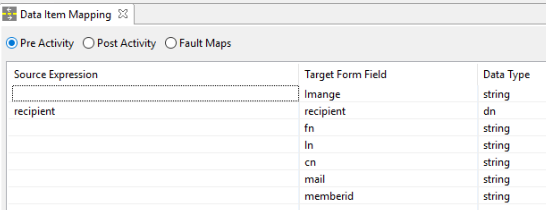 Data Item Mapping
Pre Activity Post Activity Fault Maps
Source Expression Target Form Field Data Type
Imange string
recipient recipient dn
fn string
ln string
cn string
mail string
memberid string